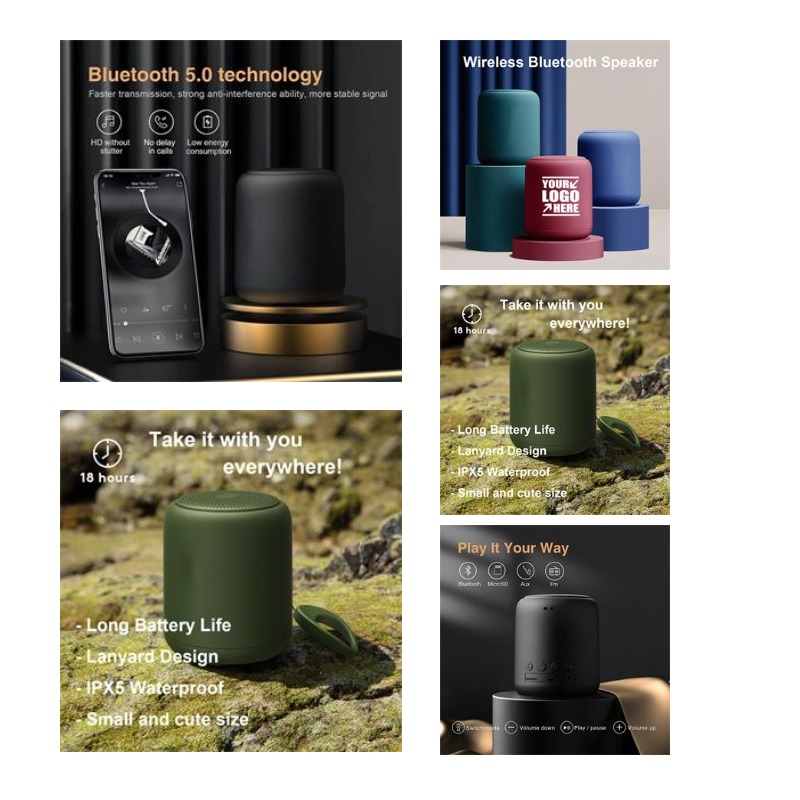 Bluetooth 5.0 technology
Faster transmission, strong anti-interference ability, more stable signal
HD without
stutter
No delay
in calls
Low energy
consumption
See You Again
Wireless Bluetooth Speaker
YOUR
LOGO
HERE
Take it with you
everywhere!
18 hours
- Long Battery Life
- Lanyard Design
- IPX5 Waterproof
- Small and cute size
Take it with you
everywhere!
18 hours
- Long Battery Life
- Lanyard Design
- IPX5 Waterproof
- Small and cute size
Play It Your Way
Bluetooth
MicroSD
Aux
Fm
Switch mode
Volume down
Play / pause
Volume up